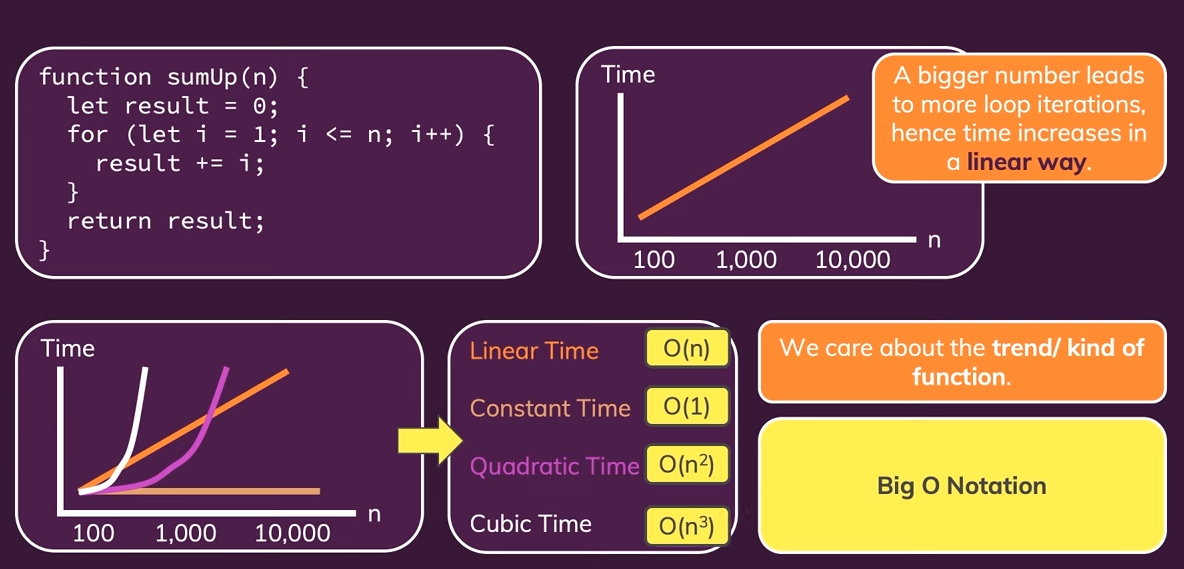 function sumUp(n) {
  let result = 0;
  for (let i = 1; i <= n; i++) {
    result += i;
  }
  return result;
}
Time
n
100 1,000 10,000
A bigger number leads
to more loop iterations,
hence time increases in
a linear way.
Time
n
100 1,000 10,000
Linear Time O(n)
Constant Time O(1)
Quadratic Time O(n²)
Cubic Time O(n³)
We care about the trend/ kind of
function.
Big O Notation